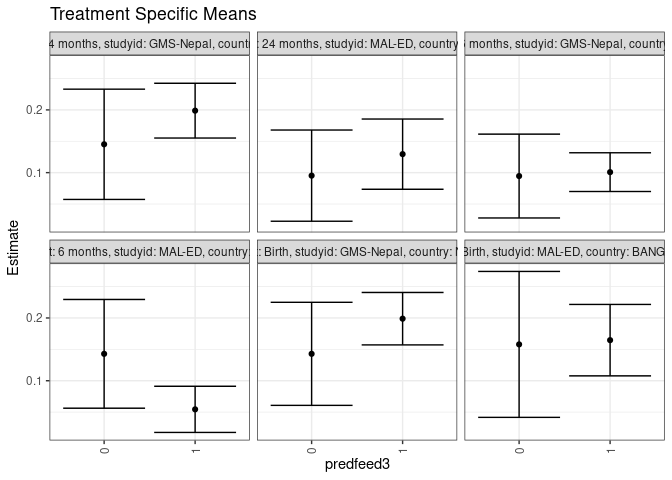 Treatment Specific Means
4 months, studyid: GMS-Nepal, countr
: 24 months, studyid: MAL-ED, country
months, studyid: GMS-Nepal, countr
0.2
0.1
Estimate
t: 6 months, studyid: MAL-ED, country:
: Birth, studyid: GMS-Nepal, country:
Birth, studyid: MAL-ED, country: BANG
0.2
0.1
0
1
0
1
0
1
predfeed3